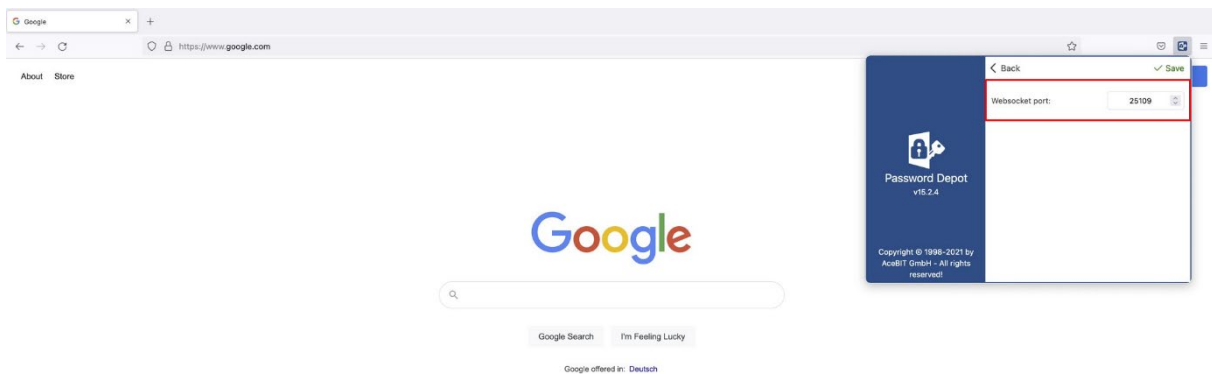 Google
https://www.google.com
About Store
Back
Save
Websocket port: 25109
Password Depot
v15.2.4
Copyright © 1998-2021 by
AceBIT GmbH - All rights
reserved!
Google
Google Search I'm Feeling Lucky
Google offered in: Deutsch